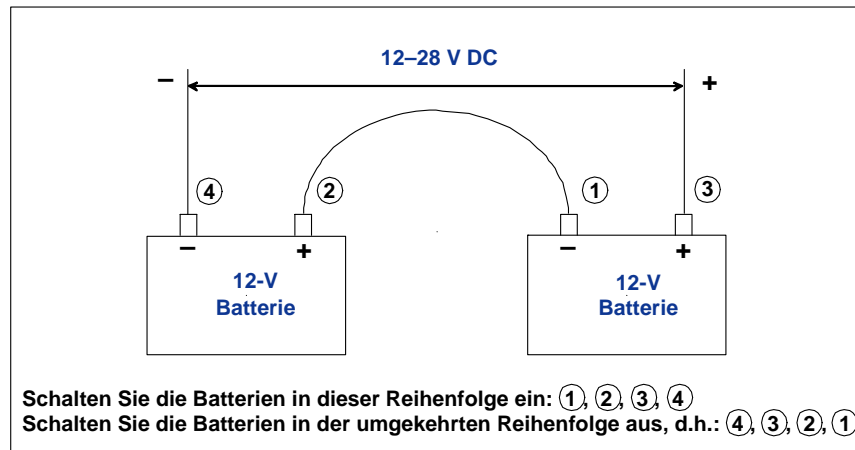 12–28 V DC
− +
④ ② ① ③
− + − +
12-V 12-V
Batterie Batterie
Schalten Sie die Batterien in dieser Reihenfolge ein: ①, ②, ③, ④
Schalten Sie die Batterien in der umgekehrten Reihenfolge aus, d.h.: ④, ③, ②, ①